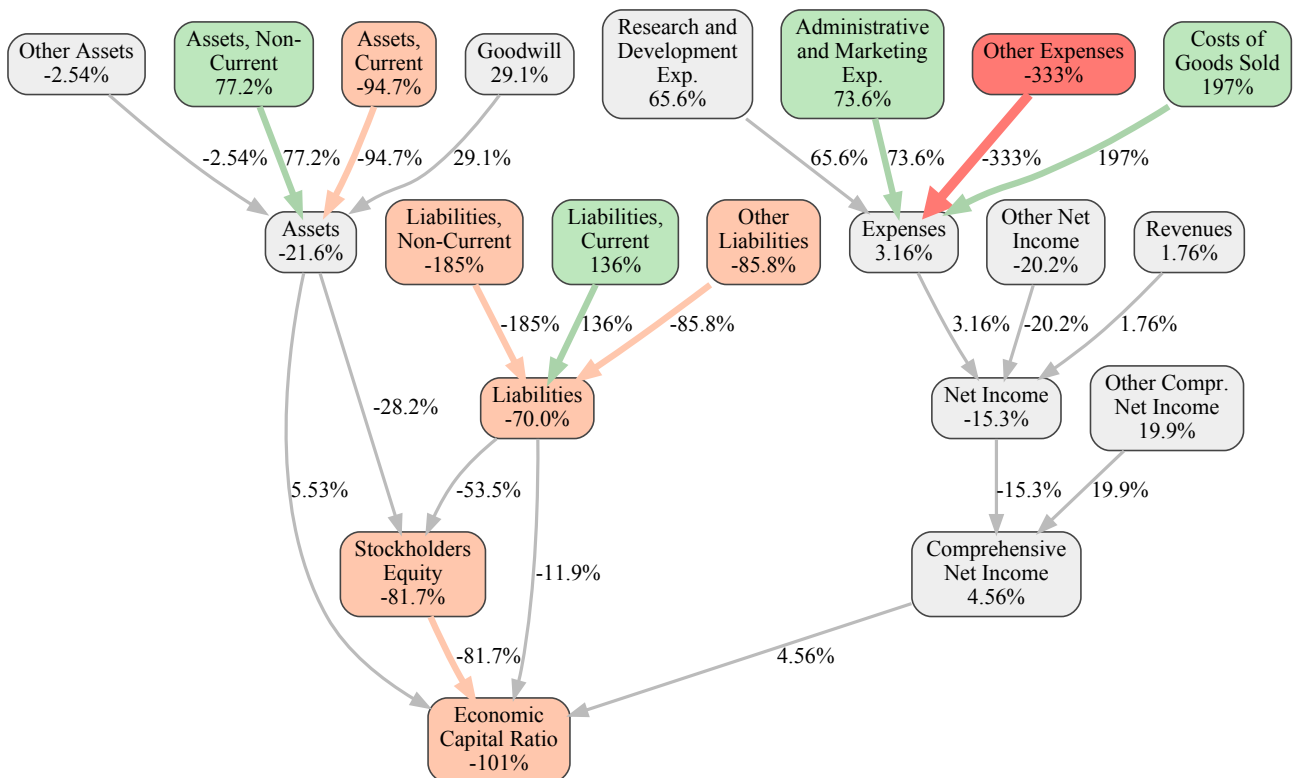 Other Assets
-2.54%
Assets, Non-
Current
77.2%
Assets,
Current
-94.7%
Goodwill
29.1%
Research and
Development
Exp.
65.6%
Administrative
and Marketing
Exp.
73.6%
Other Expenses
-333%
Costs of
Goods Sold
197%
-2.54%
77.2%
-94.7%
29.1%
65.6%
73.6%
-333%
197%
Assets
-21.6%
Liabilities,
Non-Current
-185%
Liabilities,
Current
136%
Other
Liabilities
-85.8%
Expenses
3.16%
Other Net
Income
-20.2%
Revenues
1.76%
-185%
136%
-85.8%
3.16%
-20.2%
1.76%
Liabilities
-70.0%
Net Income
-15.3%
Other Compr.
Net Income
19.9%
-28.2%
5.53%
-53.5%
-15.3%
19.9%
Stockholders
Equity
-81.7%
-11.9%
Comprehensive
Net Income
4.56%
-81.7%
4.56%
Economic
Capital Ratio
-101%